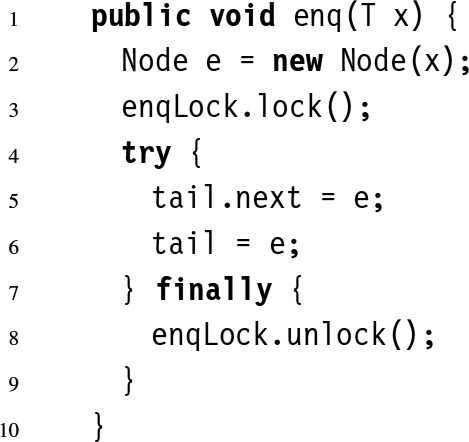 1 public void enq(T x) {
2 Node e = new Node(x);
3 enqLock.lock();
4 try {
5 tail.next = e;
6 tail = e;
7 } finally {
8 enqLock.unlock();
9 }
10 }